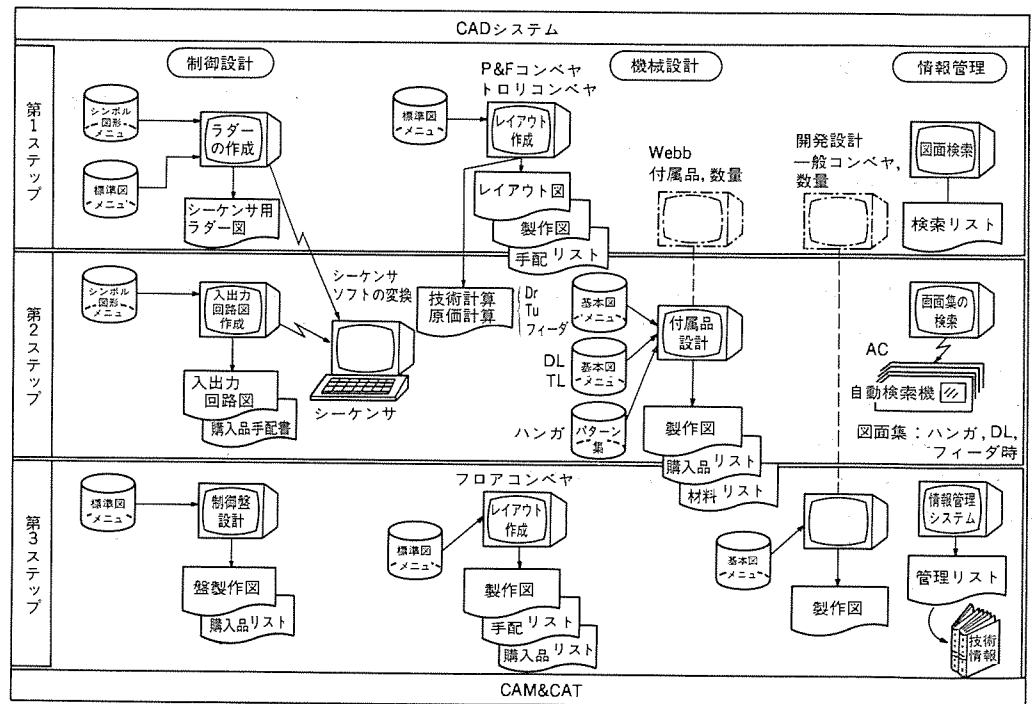 CADシステム
制御設計
機械設計
情報管理
第1ステップ
シンボル
図形
メニュー
標準図
メニュー
ラダー
の作成
シーケンサ用
ラダー図
P&Fコンベヤ
トロリコンベヤ
標準図
メニュー
レイアウト
作成
レイアウト図
製作図
手配リスト
Webb
付属品,数量
開発設計
一般コンベヤ,
数量
図面検索
検索リスト
第2ステップ
シンボル
図形
メニュー
入出力
回路図
作成
入出力
回路図
購入品手配書
シーケンサ
ソフトの変換
シーケンサ
技術計算
原価計算
Dr
Tu
フィーダ
基本図
メニュー
DL
TL
基本図
メニュー
ハンガ
パターン
集
付属品
設計
製作図
購入品リスト
材料リスト
画面集の
検索
AC
自動検索機
図面集:ハンガ,DL,
フィーダ時
第3ステップ
標準図
メニュー
制御盤
設計
盤製作図
購入品リスト
フロアコンベヤ
標準図
メニュー
レイアウト
作成
製作図
手配リスト
購入品リスト
基本図
メニュー
製作図
情報管理
システム
管理リスト
技術
情報
CAM&CAT